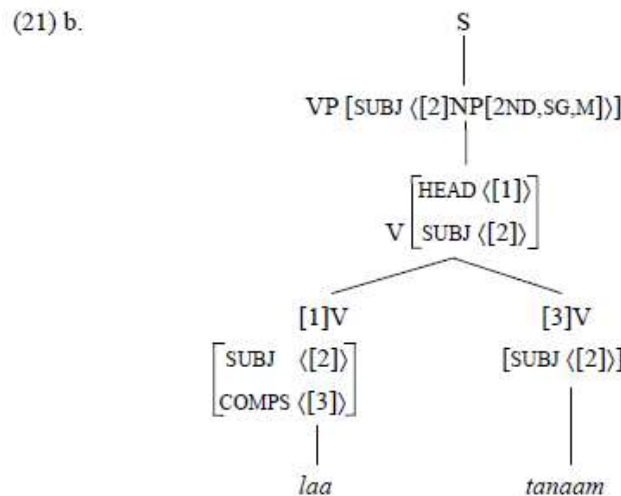 (21) b.
S
VP [SUBJ ⟨[2]NP[2ND,SG,M]⟩]
HEAD ⟨[1]⟩
V SUBJ ⟨[2]⟩
[1]V [3]V
SUBJ ⟨[2]⟩ [SUBJ ⟨[2]⟩]
COMPS ⟨[3]⟩
laa tanaam